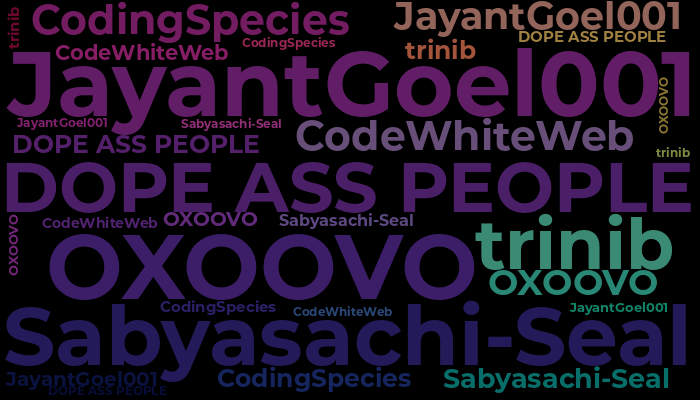 trinib
CodingSpecies
JayantGoel001
DOPE ASS PEOPLE
CodingSpecies
CodeWhiteWeb
trinib
JayantGoel001
OXOOVO
JayantGoel001
Sabyasachi-Seal
CodeWhiteWeb
DOPE ASS PEOPLE
trinib
DOPE ASS PEOPLE
OXOOVO
CodeWhiteWeb
OXOOVO
Sabyasachi-Seal
trinib
OXOOVO
OXOOVO
CodingSpecies
CodeWhiteWeb
JayantGoel001
Sabyasachi-Seal
JayantGoel001
CodingSpecies
Sabyasachi-Seal
DOPE ASS PEOPLE